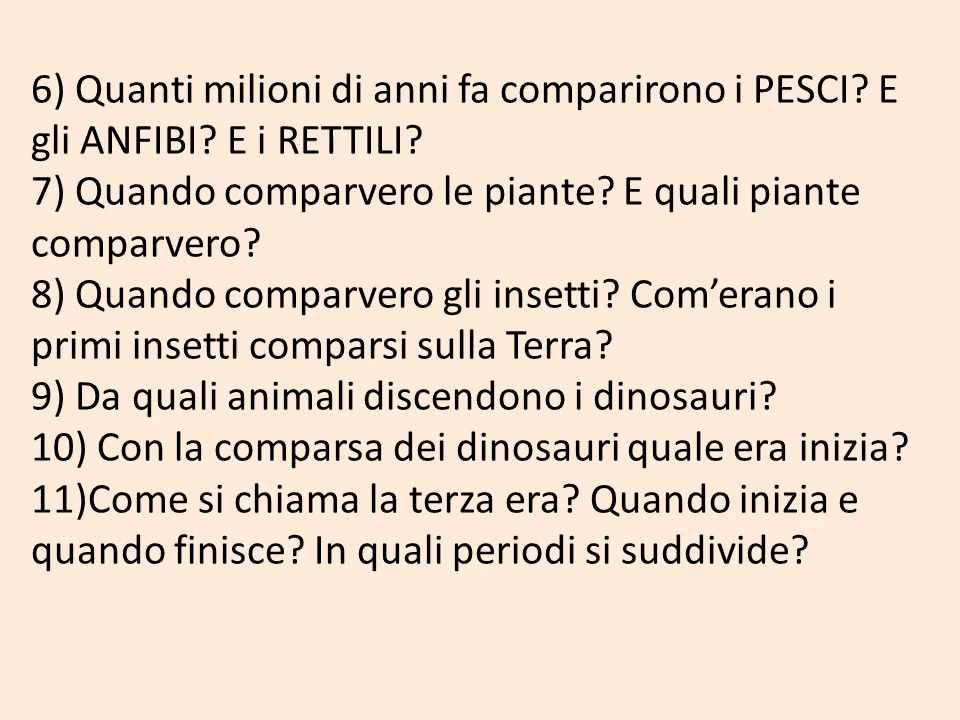 6) Quanti milioni di anni fa comparirono i PESCI? E
gli ANFIBI? E i RETTILI?
7) Quando comparvero le piante? E quali piante
comparvero?
8) Quando comparvero gli insetti? Com’erano i
primi insetti comparsi sulla Terra?
9) Da quali animali discendono i dinosauri?
10) Con la comparsa dei dinosauri quale era inizia?
11)Come si chiama la terza era? Quando inizia e
quando finisce? In quali periodi si suddivide?